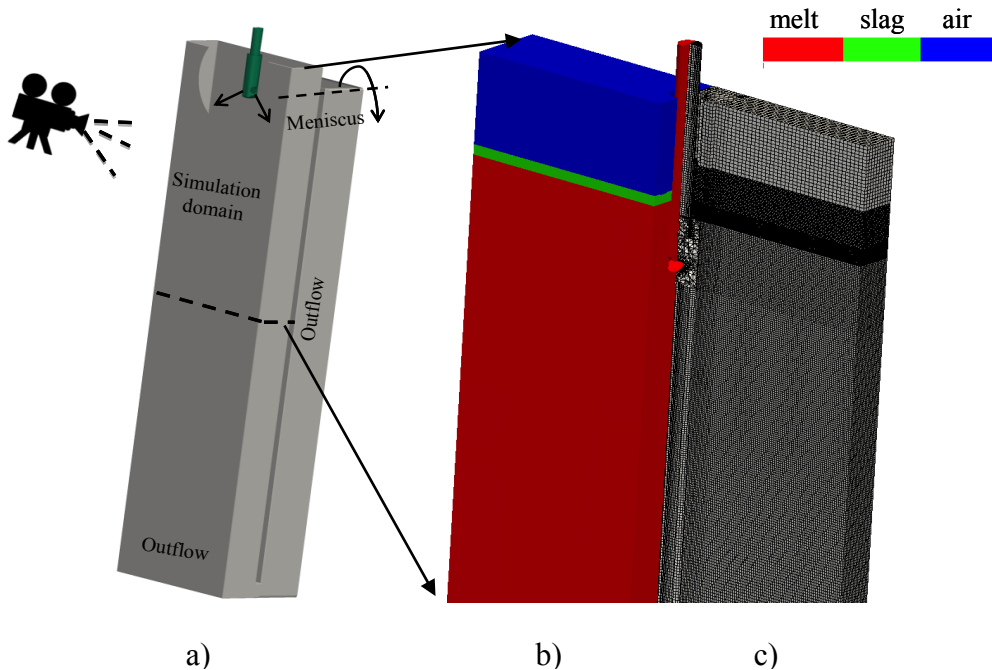 melt slag air
Meniscus
Simulation
domain
Outflow
Outflow
a) b) c)